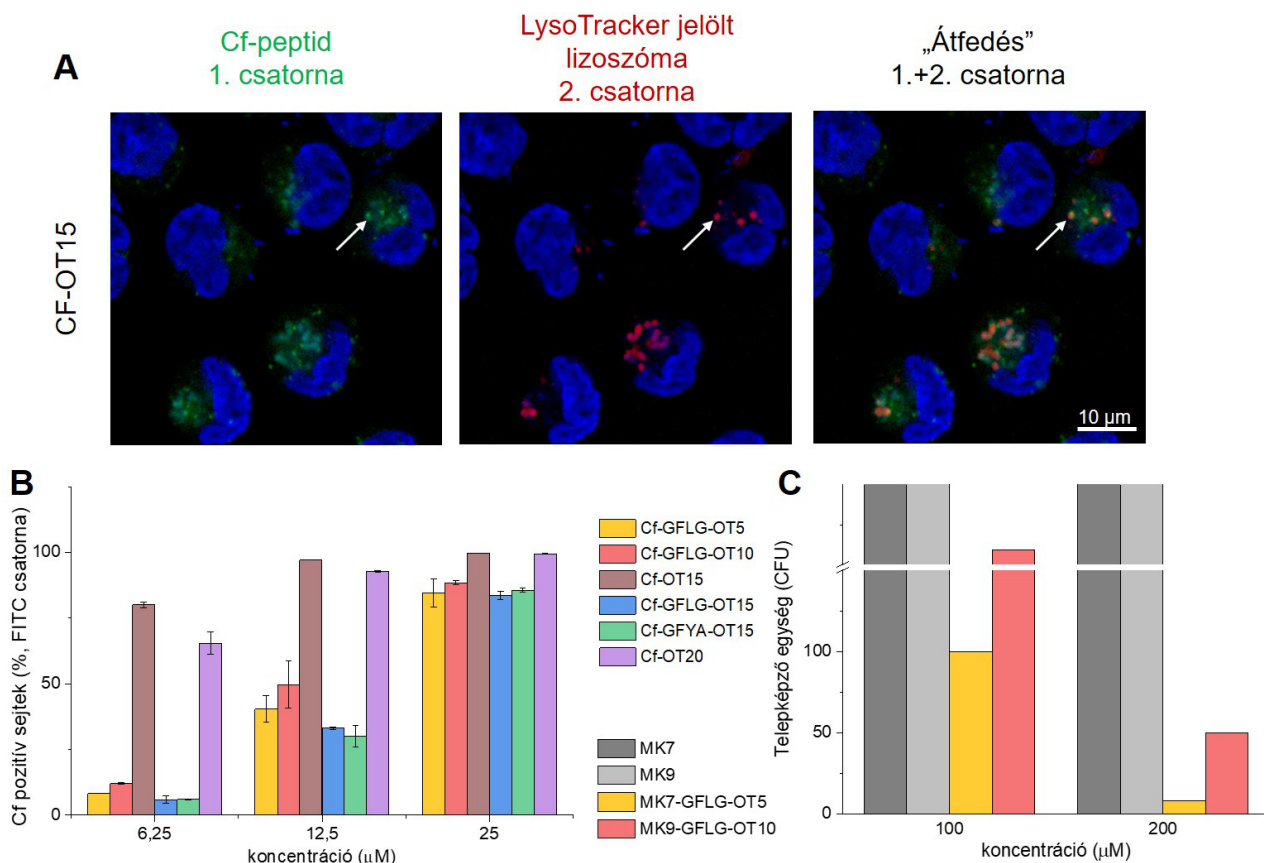 A
Cf-peptid
1. csatorna
LysoTracker jelölt
lizoszóma
2. csatorna
„Átfedés”
1.+2. csatorna
CF-OT15
10 µm
B
Cf pozitív sejtek (%, FITC csatorna)
100
50
0
6,25
12,5
25
koncentráció (µM)
Cf-GFLG-OT5
Cf-GFLG-OT10
Cf-OT15
Cf-GFLG-OT15
Cf-GFYA-OT15
Cf-OT20
MK7
MK9
MK7-GFLG-OT5
MK9-GFLG-OT10
C
Telepképző egység (CFU)
100
50
0
100
200
koncentráció (µM)